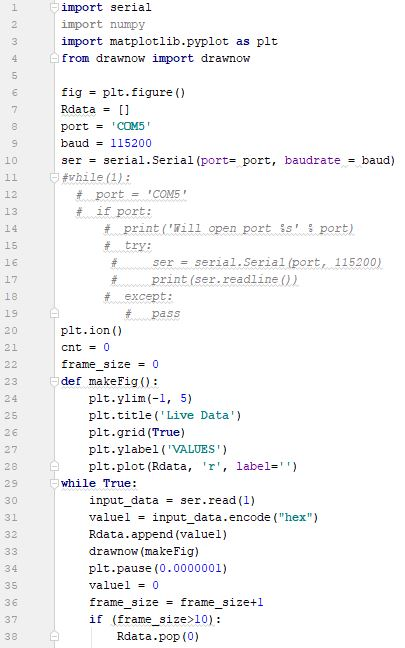 1 import serial
2 import numpy
3 import matplotlib.pyplot as plt
4 from drawnow import drawnow
5
6 fig = plt.figure()
7 Rdata = []
8 port = 'COM5'
9 baud = 115200
10 ser = serial.Serial(port= port, baudrate = baud)
11 #while(1):
12 # port = 'COM5'
13 # if port:
14 # print('Will open port %s' % port)
15 # try:
16 # ser = serial.Serial(port, 115200)
17 # print(ser.readline())
18 # except:
19 # pass
20 plt.ion()
21 cnt = 0
22 frame_size = 0
23 def makeFig():
24 plt.ylim(-1, 5)
25 plt.title('Live Data')
26 plt.grid(True)
27 plt.ylabel('VALUES')
28 plt.plot(Rdata, 'r', label='')
29 while True:
30 input_data = ser.read(1)
31 value1 = input_data.encode("hex")
32 Rdata.append(value1)
33 drawnow(makeFig)
34 plt.pause(0.0000001)
35 value1 = 0
36 frame_size = frame_size+1
37 if (frame_size>10):
38 Rdata.pop(0)